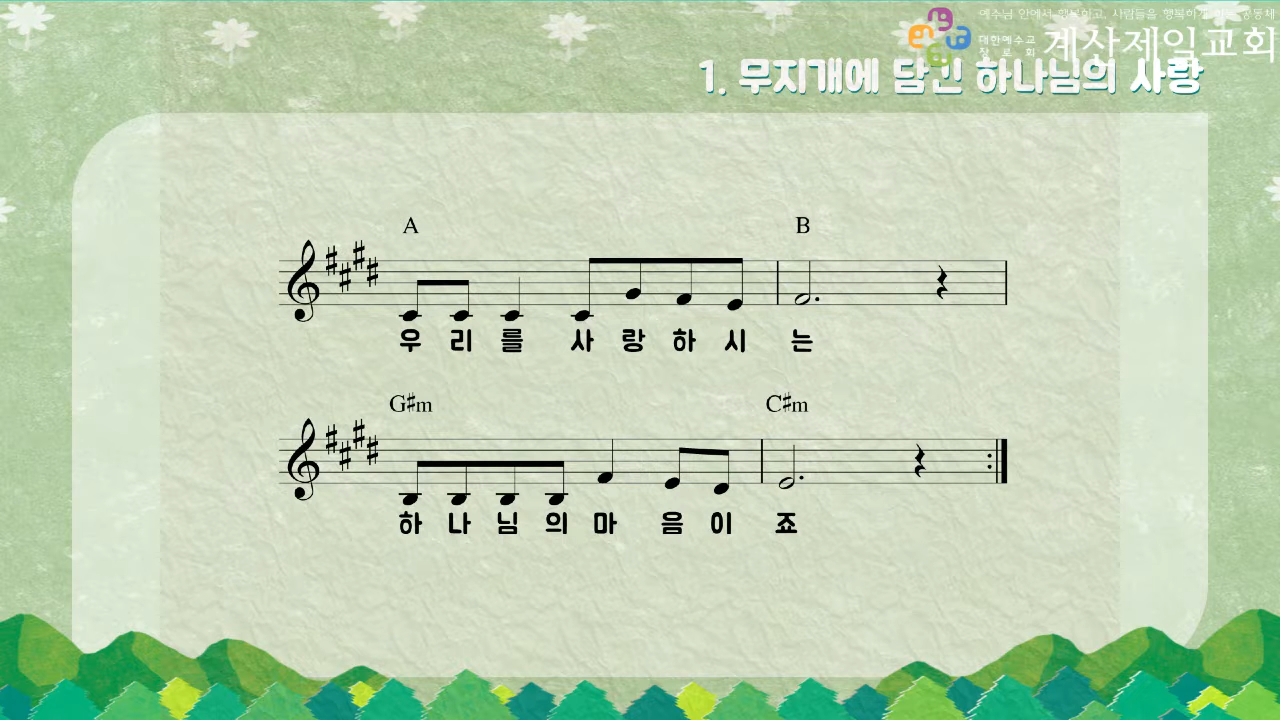 예수님 안에서 행복하고, 사람들을 행복하게 하는 공동체
대한예수교
장로회
계산제일교회
1. 무지개에 담긴 하나님의 사랑
A B
우리를 사랑하시 는
G#m C#m
하나님의마 음이 죠